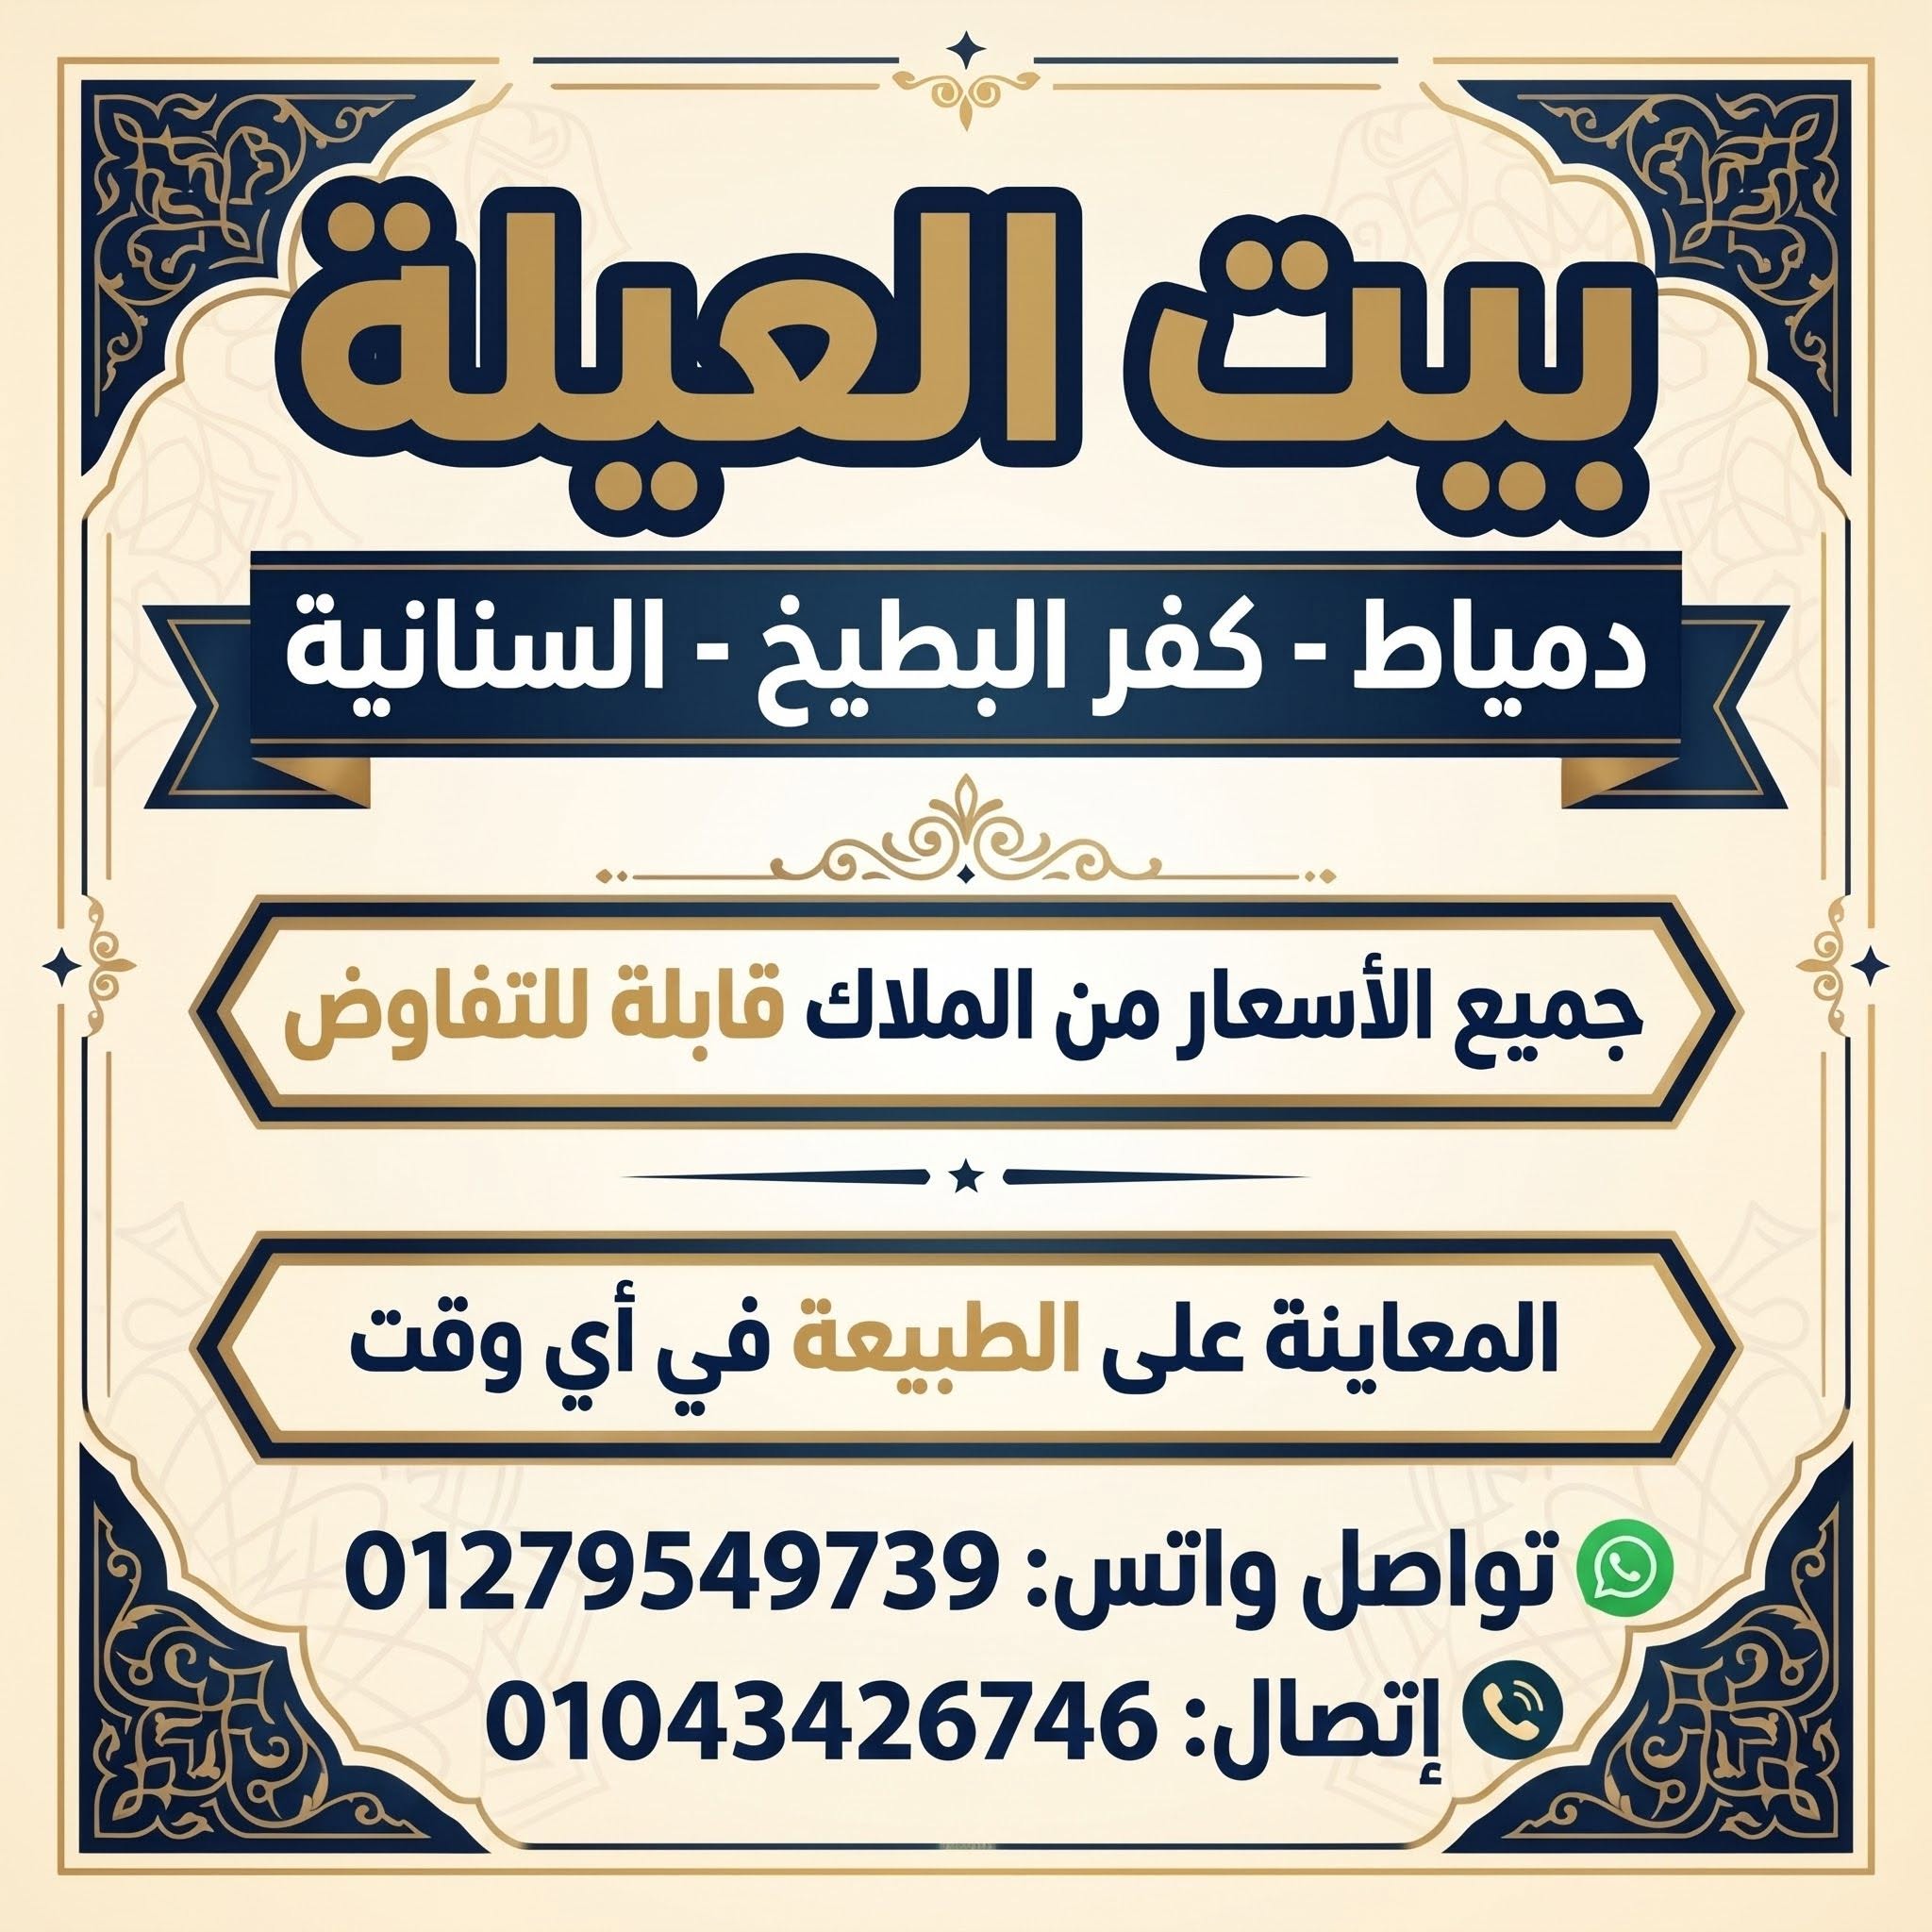 بيت العيلة
دمياط - كفر البطيخ - السنانية
جميع الأسعار من الملاك قابلة للتفاوض
المعاينة على الطبيعة في أي وقت
تواصل واتس: 01279549739
إتصال: 01043426746